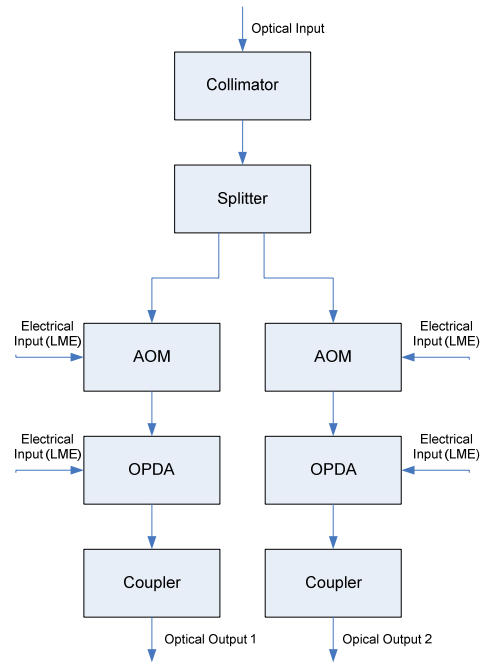 Optical Input
Collimator
Splitter
Electrical
Input (LME)
AOM
AOM
Electrical
Input (LME)
Electrical
Input (LME)
OPDA
OPDA
Electrical
Input (LME)
Coupler
Coupler
Optical Output 1
Opical Output 2